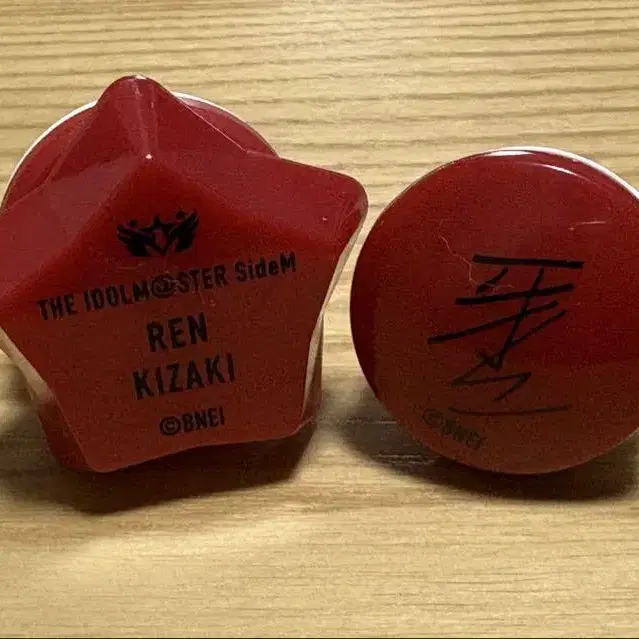 THE IDOLM@STER SideM
REN
KIZAKI
©BNEI
©BNEI